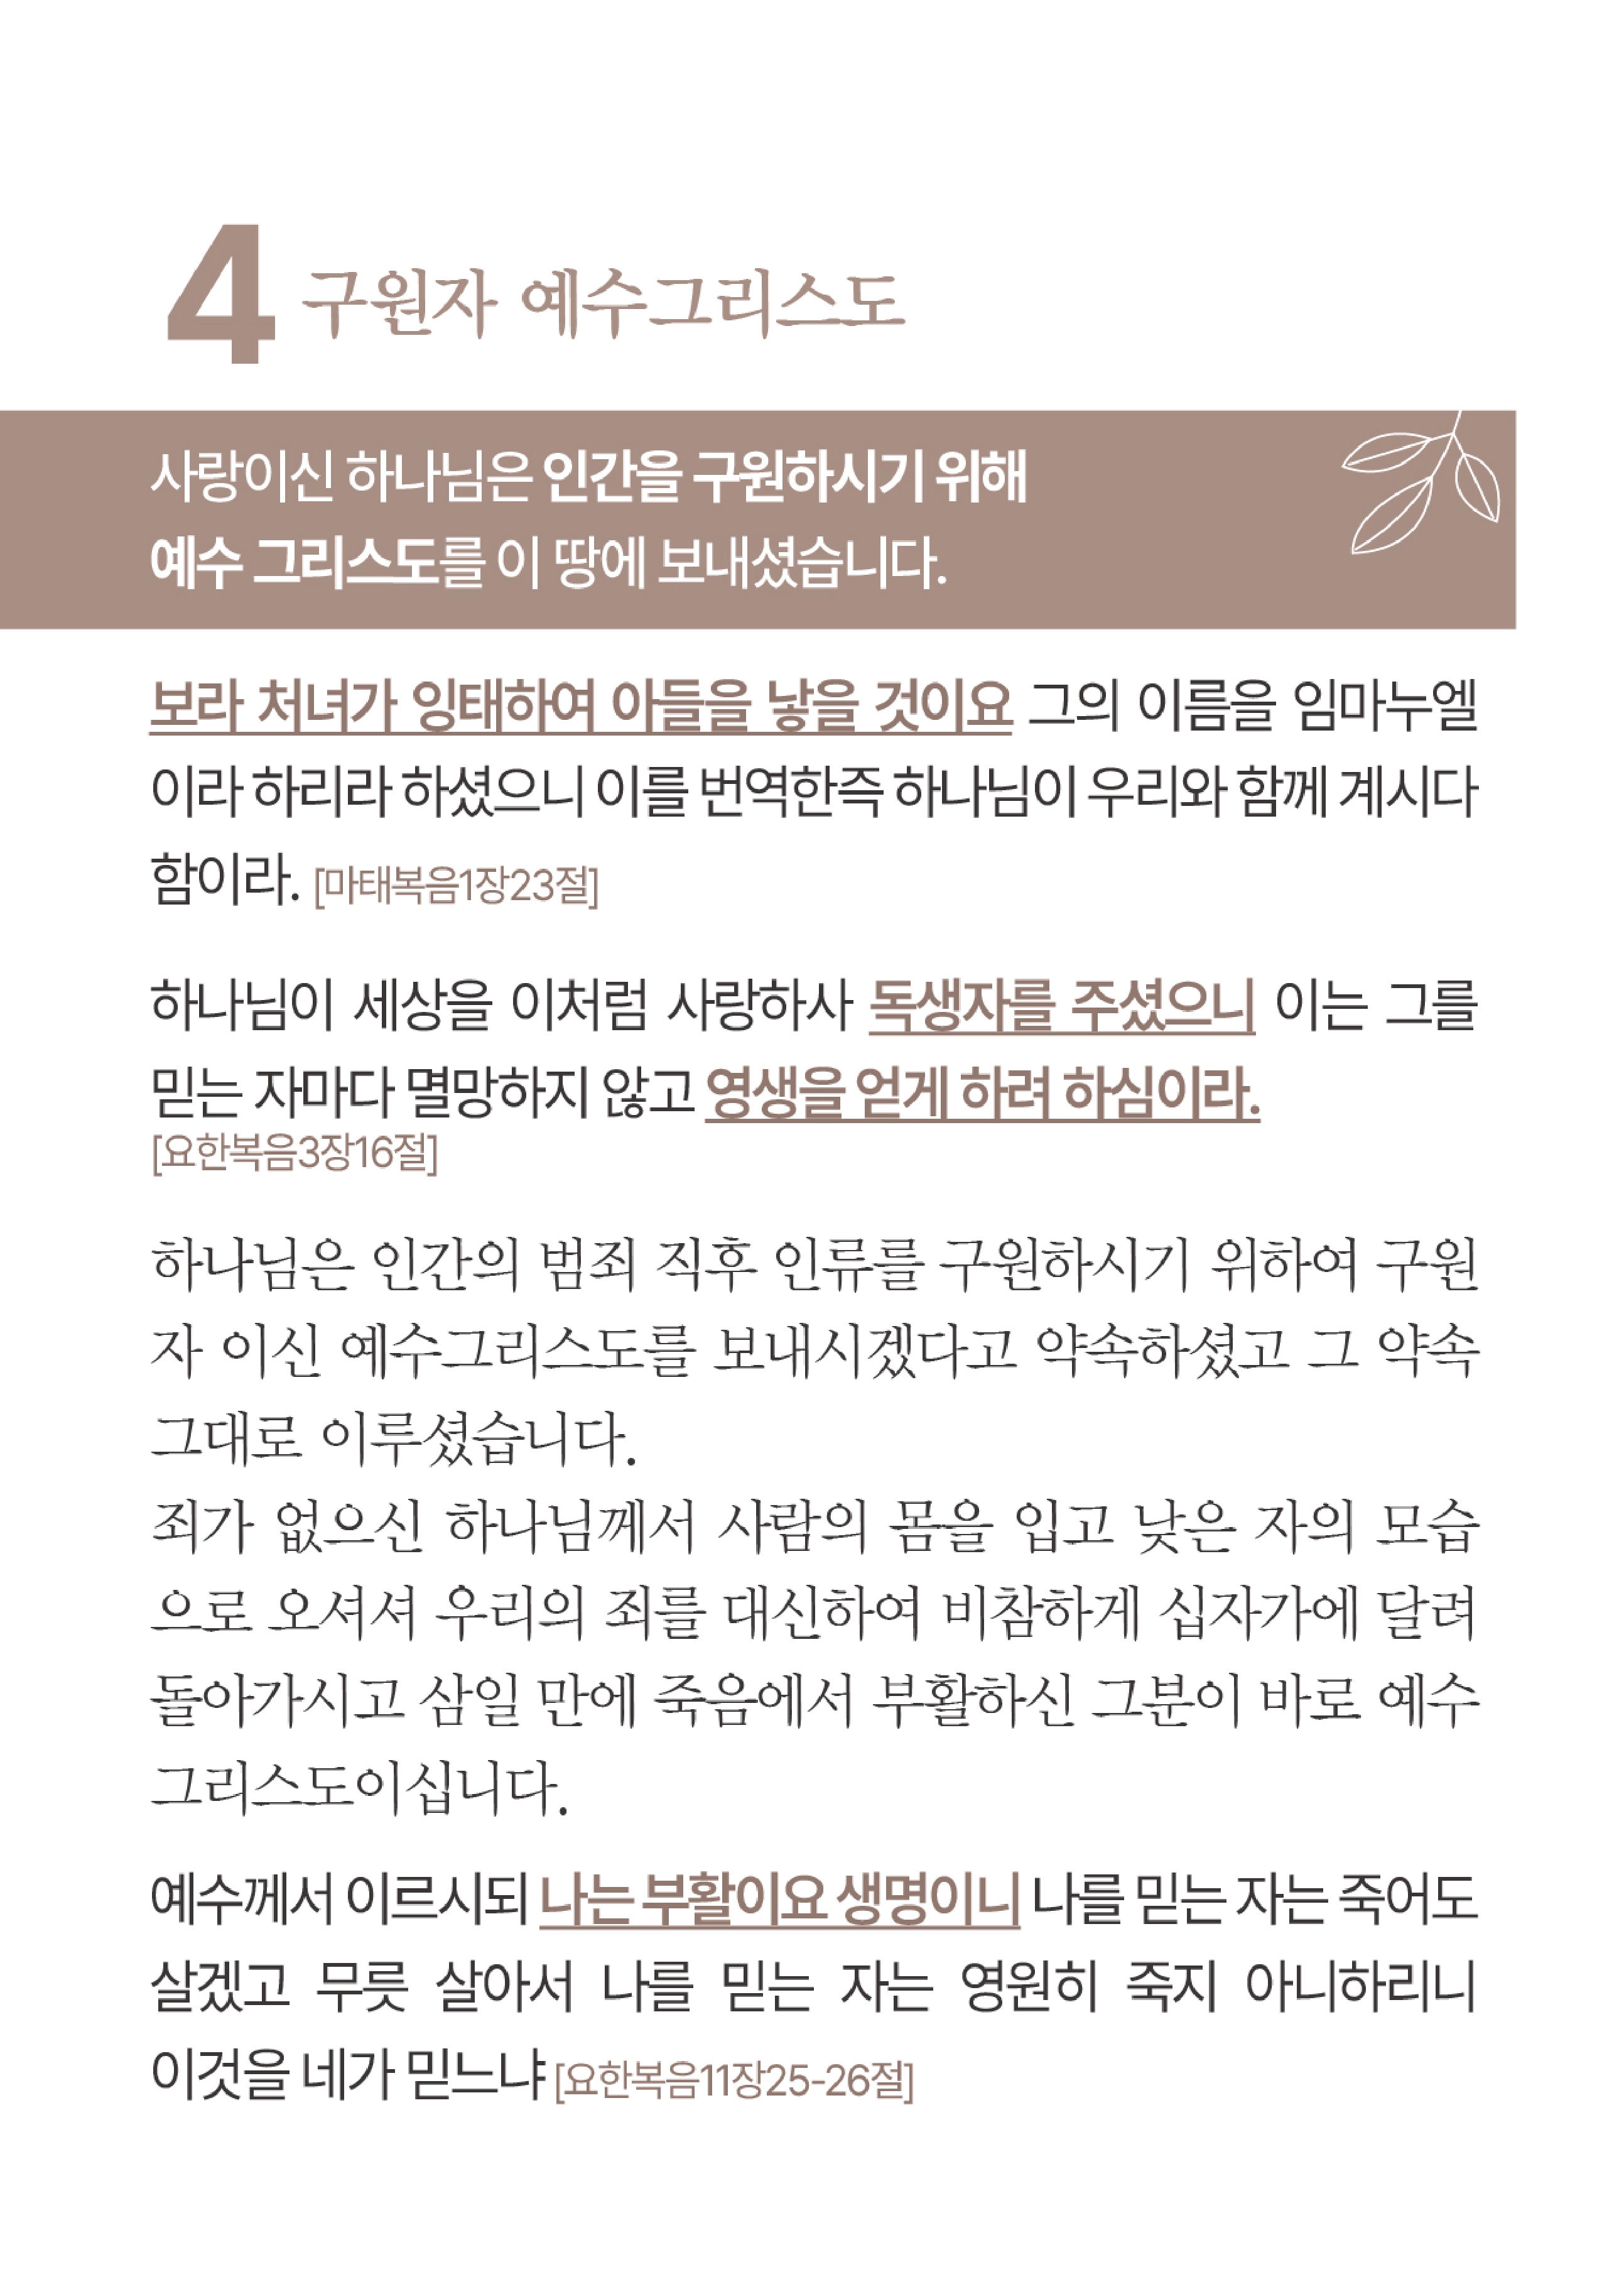 4 구원자 예수그리스도
사랑이신 하나님은 인간을 구원하시기 위해
예수 그리스도를 이 땅에 보내셨습니다.
보라 처녀가 잉태하여 아들을 낳을 것이요 그의 이름을 임마누엘
이라 하리라 하셨으니 이를 번역한즉 하나님이 우리와 함께 계시다
함이라. [마태복음1장23절]
하나님이 세상을 이처럼 사랑하사 독생자를 주셨으니 이는 그를
믿는 자마다 멸망하지 않고 영생을 얻게 하려 하심이라.
[요한복음3장16절]
하나님은 인간의 범죄 직후 인류를 구원하시기 위하여 구원
자 이신 예수그리스도를 보내시겠다고 약속하셨고 그 약속
그대로 이루셨습니다.
죄가 없으신 하나님께서 사람의 몸을 입고 낮은 자의 모습
으로 오셔서 우리의 죄를 대신하여 비참하게 십자가에 달려
돌아가시고 삼일 만에 죽음에서 부활하신 그분이 바로 예수
그리스도이십니다.
예수께서 이르시되 나는 부활이요 생명이니 나를 믿는 자는 죽어도
살겠고 무릇 살아서 나를 믿는 자는 영원히 죽지 아니하리니
이것을 네가 믿느냐 [요한복음11장25-26절]